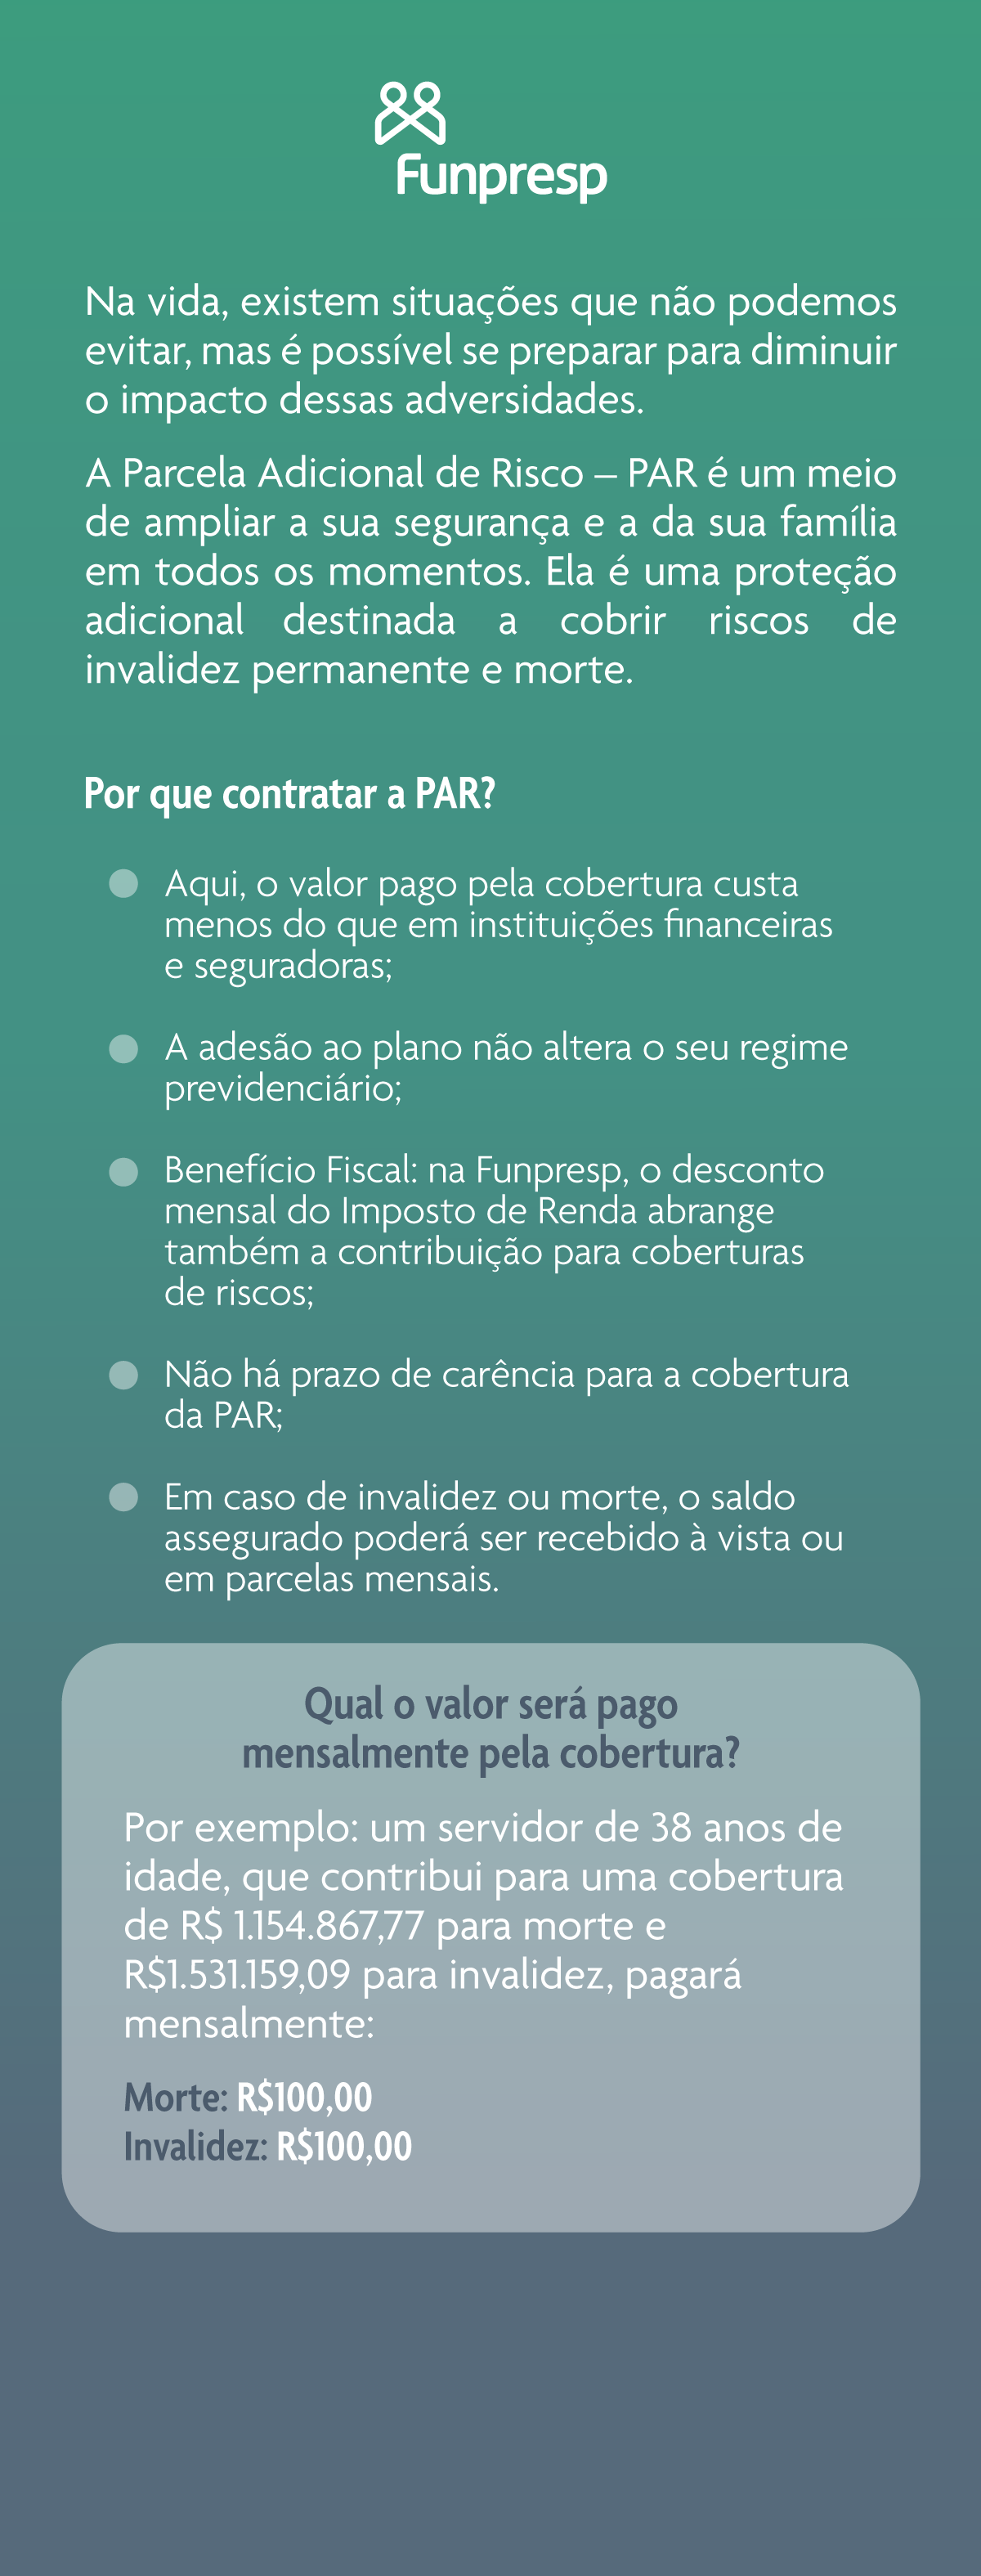 Funpresp
Na vida, existem situações que não podemos
evitar, mas é possível se preparar para diminuir
o impacto dessas adversidades.
A Parcela Adicional de Risco – PAR é um meio
de ampliar a sua segurança e a da sua família
em todos os momentos. Ela é uma proteção
adicional destinada a cobrir riscos de
invalidez permanente e morte.
Por que contratar a PAR?
Aqui, o valor pago pela cobertura custa
menos do que em instituições financeiras
e seguradoras;
A adesão ao plano não altera o seu regime
previdenciário;
Benefício Fiscal: na Funpresp, o desconto
mensal do Imposto de Renda abrange
também a contribuição para coberturas
de riscos;
Não há prazo de carência para a cobertura
da PAR;
Em caso de invalidez ou morte, o saldo
assegurado poderá ser recebido à vista ou
em parcelas mensais.
Qual o valor será pago
mensalmente pela cobertura?
Por exemplo: um servidor de 38 anos de
idade, que contribui para uma cobertura
de R$ 1.154.867,77 para morte e
R$1.531.159,09 para invalidez, pagará
mensalmente:
Morte: R$100,00
Invalidez: R$100,00